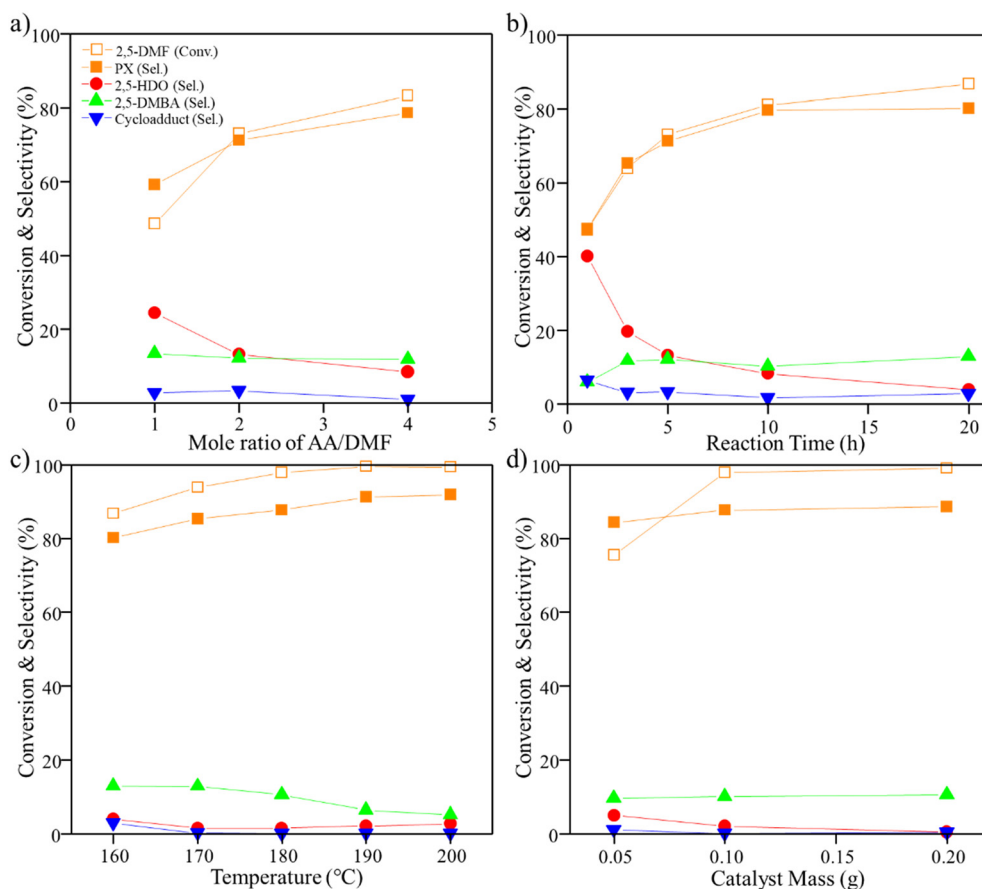 a)
100
80
60
40
20
0
Conversion & Selectivity (%)
2,5-DMF (Conv.)
PX (Sel.)
2,5-HDO (Sel.)
2,5-DMBA (Sel.)
Cycloadduct (Sel.)
0 1 2 3 4 5
Mole ratio of AA/DMF
b)
100
80
60
40
20
0
Conversion & Selectivity (%)
0 5 10 15 20
Reaction Time (h)
c)
100
80
60
40
20
0
Conversion & Selectivity (%)
160 170 180 190 200
Temperature (℃)
d)
100
80
60
40
20
0
Conversion & Selectivity (%)
0.05 0.10 0.15 0.20
Catalyst Mass (g)